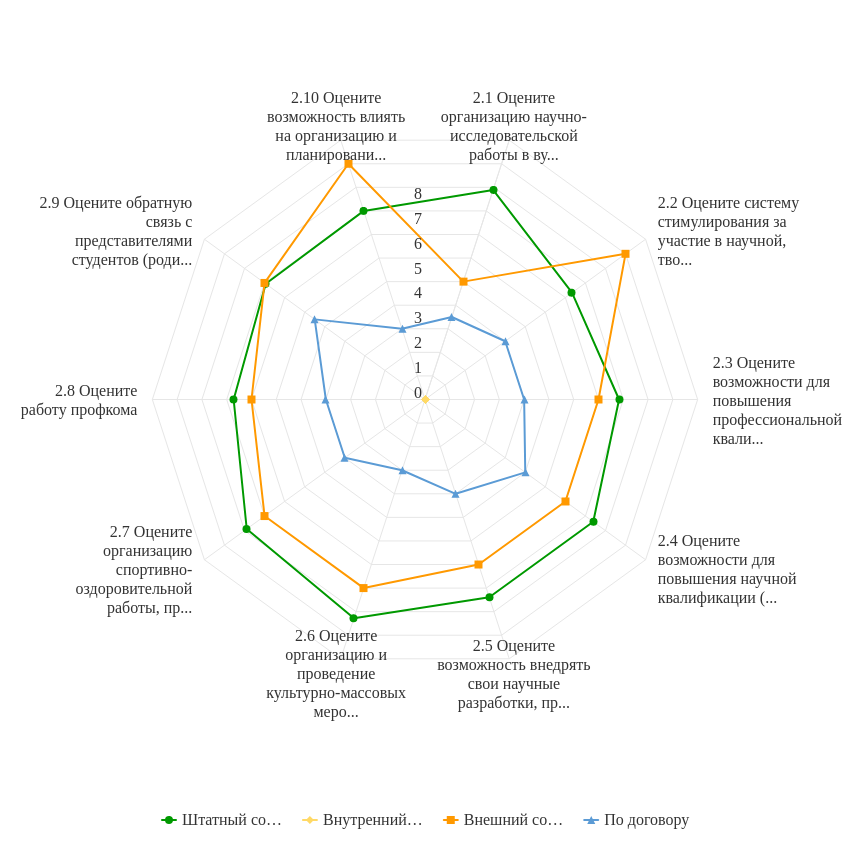 2.10 Оцените
возможность влиять
на организацию и
планировани...
2.1 Оцените
организацию научно-
исследовательской
работы в ву...
2.9 Оцените обратную
связь с
представителями
студентов (роди...
2.2 Оцените систему
стимулирования за
участие в научной,
тво...
8
7
6
5
4
3
2
1
0
2.8 Оцените
работу профкома
2.3 Оцените
возможности для
повышения
профессиональной
квали...
2.7 Оцените
организацию
спортивно-
оздоровительной
работы, пр...
2.4 Оцените
возможности для
повышения научной
квалификации (...
2.6 Оцените
организацию и
проведение
культурно-массовых
меро...
2.5 Оцените
возможность внедрять
свои научные
разработки, пр...
Штатный со… Внутренний… Внешний со… По договору